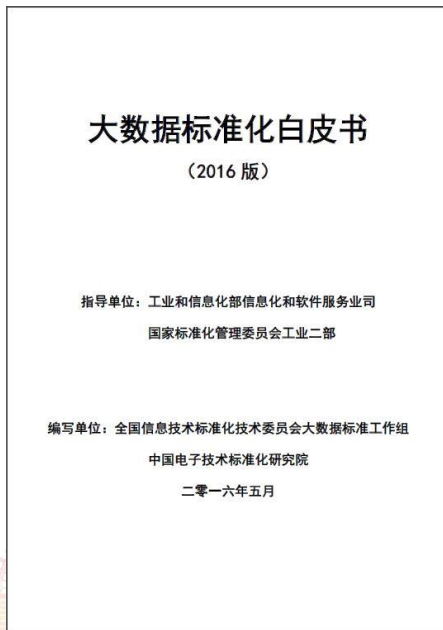 大数据标准化白皮书
（2016 版）
指导单位：工业和信息化部信息化和软件服务业司
国家标准化管理委员会工业二部
编写单位：全国信息技术标准化技术委员会大数据标准工作组
中国电子技术标准化研究院
二零一六年五月